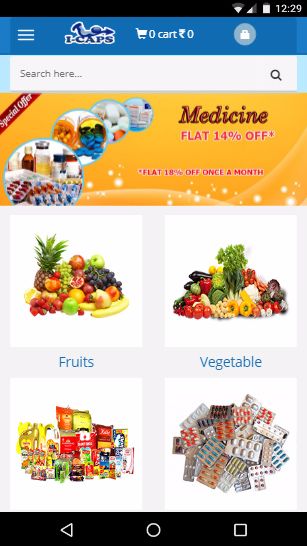 12:29
I-CAPS
0 cart ₹ 0
Search here...
Special Offer
Medicine
FLAT 14% OFF*
*FLAT 18% OFF ONCE A MONTH
Fruits
Vegetable